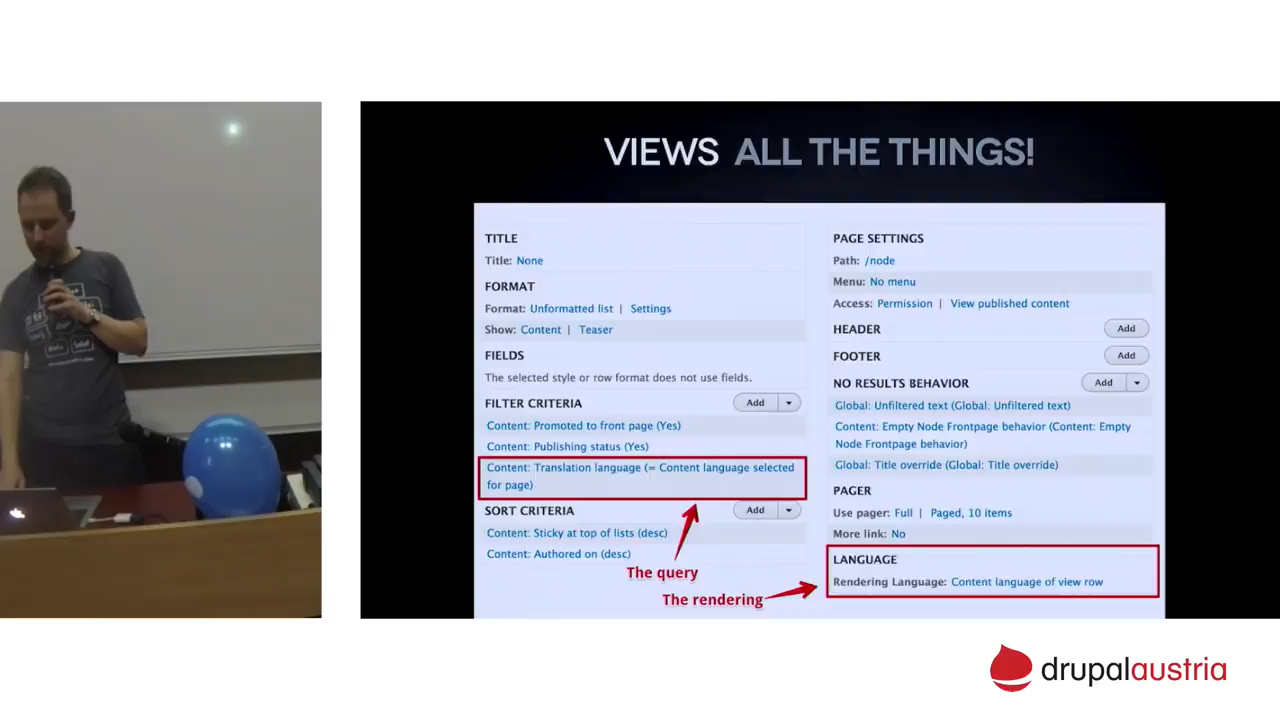 VIEWS ALL THE THINGS!
TITLE
Title: None
FORMAT
Format: Unformatted list | Settings
Show: Content | Teaser
FIELDS
The selected style or row format does not use fields.
FILTER CRITERIA Add
Content: Promoted to front page (Yes)
Content: Publishing status (Yes)
Content: Translation language (= Content language selected
for page)
SORT CRITERIA Add
Content: Sticky at top of lists (desc)
Content: Authored on (desc)
The query
The rendering
PAGE SETTINGS
Path: /node
Menu: No menu
Access: Permission | View published content
HEADER Add
FOOTER Add
NO RESULTS BEHAVIOR Add
Global: Unfiltered text (Global: Unfiltered text)
Content: Empty Node Frontpage behavior (Content: Empty
Node Frontpage behavior)
Global: Title override (Global: Title override)
PAGER
Use pager: Full | Paged, 10 items
More link: No
LANGUAGE
Rendering Language: Content language of view row
drupalaustria